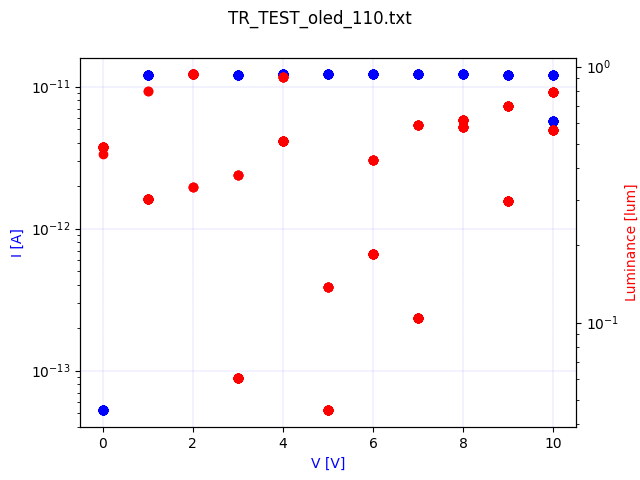 TR_TEST_oled_110.txt
10⁻¹¹
10⁻¹²
10⁻¹³
I [A]
10⁰
10⁻¹
Luminance [lum]
0 2 4 6 8 10
V [V]